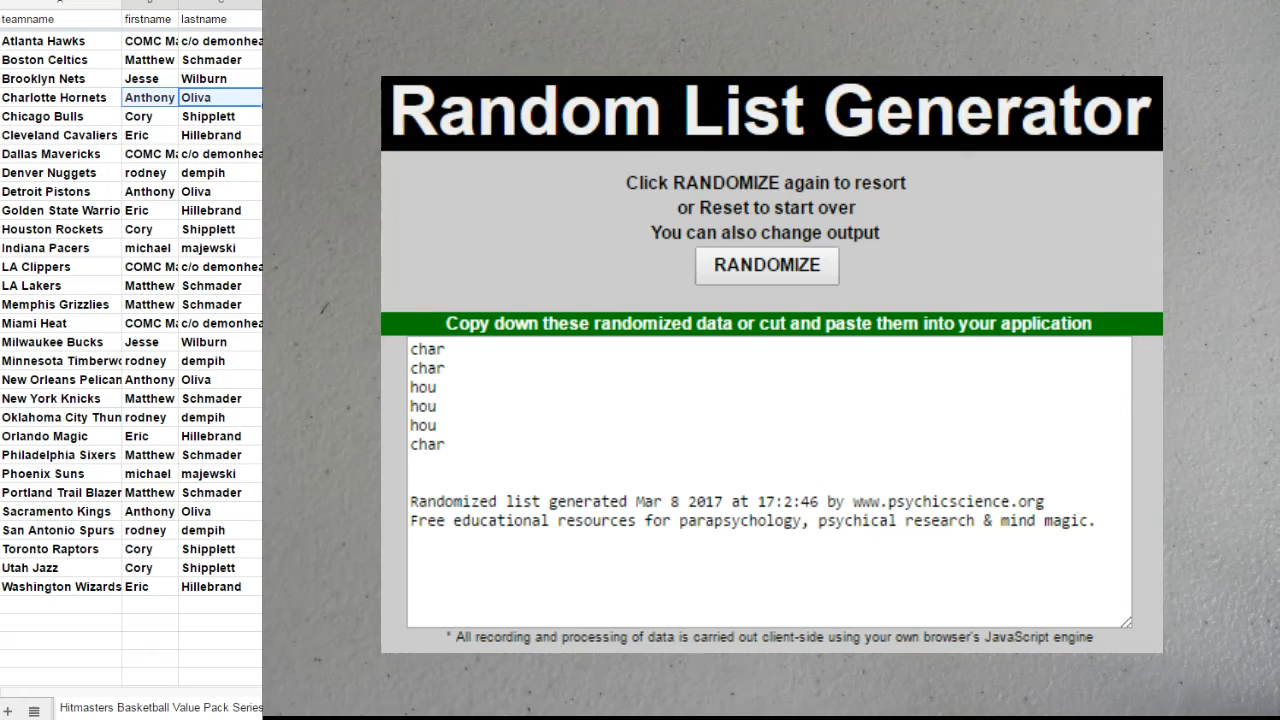 teamname firstname lastname
Atlanta Hawks COMC Ma c/o demonhea
Boston Celtics Matthew Schmader
Brooklyn Nets Jesse Wilburn
Charlotte Hornets Anthony Oliva
Chicago Bulls Cory Shipplett
Cleveland Cavaliers Eric Hillebrand
Dallas Mavericks COMC Ma c/o demonhea
Denver Nuggets rodney dempih
Detroit Pistons Anthony Oliva
Golden State Warrio Eric Hillebrand
Houston Rockets Cory Shipplett
Indiana Pacers michael majewski
LA Clippers COMC Ma c/o demonhea
LA Lakers Matthew Schmader
Memphis Grizzlies Matthew Schmader
Miami Heat COMC Ma c/o demonhea
Milwaukee Bucks Jesse Wilburn
Minnesota Timberwo rodney dempih
New Orleans Pelican Anthony Oliva
New York Knicks Matthew Schmader
Oklahoma City Thun rodney dempih
Orlando Magic Eric Hillebrand
Philadelphia Sixers Matthew Schmader
Phoenix Suns michael majewski
Portland Trail Blazer Matthew Schmader
Sacramento Kings Anthony Oliva
San Antonio Spurs rodney dempih
Toronto Raptors Cory Shipplett
Utah Jazz Cory Shipplett
Washington Wizards Eric Hillebrand
Hitmasters Basketball Value Pack Series
Random List Generator
Click RANDOMIZE again to resort
or Reset to start over
You can also change output
RANDOMIZE
Copy down these randomized data or cut and paste them into your application
char
char
hou
hou
hou
char
Randomized list generated Mar 8 2017 at 17:2:46 by www.psychicscience.org
Free educational resources for parapsychology, psychical research & mind magic.
* All recording and processing of data is carried out client-side using your own browser's JavaScript engine